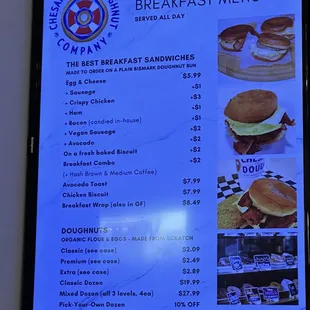 BREAKFAST MENU
SERVED ALL DAY
DOUGHNUT
COMPANY
THE BEST BREAKFAST SANDWICHES
MADE TO ORDER ON A PLAIN BISMARK DOUGHNUT BUN
Egg & Cheese $5.99
+ Sausage +$1
+ Crispy Chicken +$3
+ Ham +$1
+ Bacon (candied in-house) +$1
+ Vegan Sausage +$2
+ Avocado +$2
On a fresh baked Biscuit +$2
Breakfast Combo +$2
(+ Hash Brown & Medium Coffee)
Avocado Toast $7.99
Chicken Biscuit $7.99
Breakfast Wrap (also in GF) $8.49
DOUGHNUTS
ORGANIC FLOUR & EGGS - MADE FROM SCRATCH
Classic (see case) $2.09
Premium (see case) $2.49
Extra (see case) $2.89
Classic Dozen $19.99
Mixed Dozen (all 3 levels, 4ea) $27.99
Pick-Your-Own Dozen 10% OFF